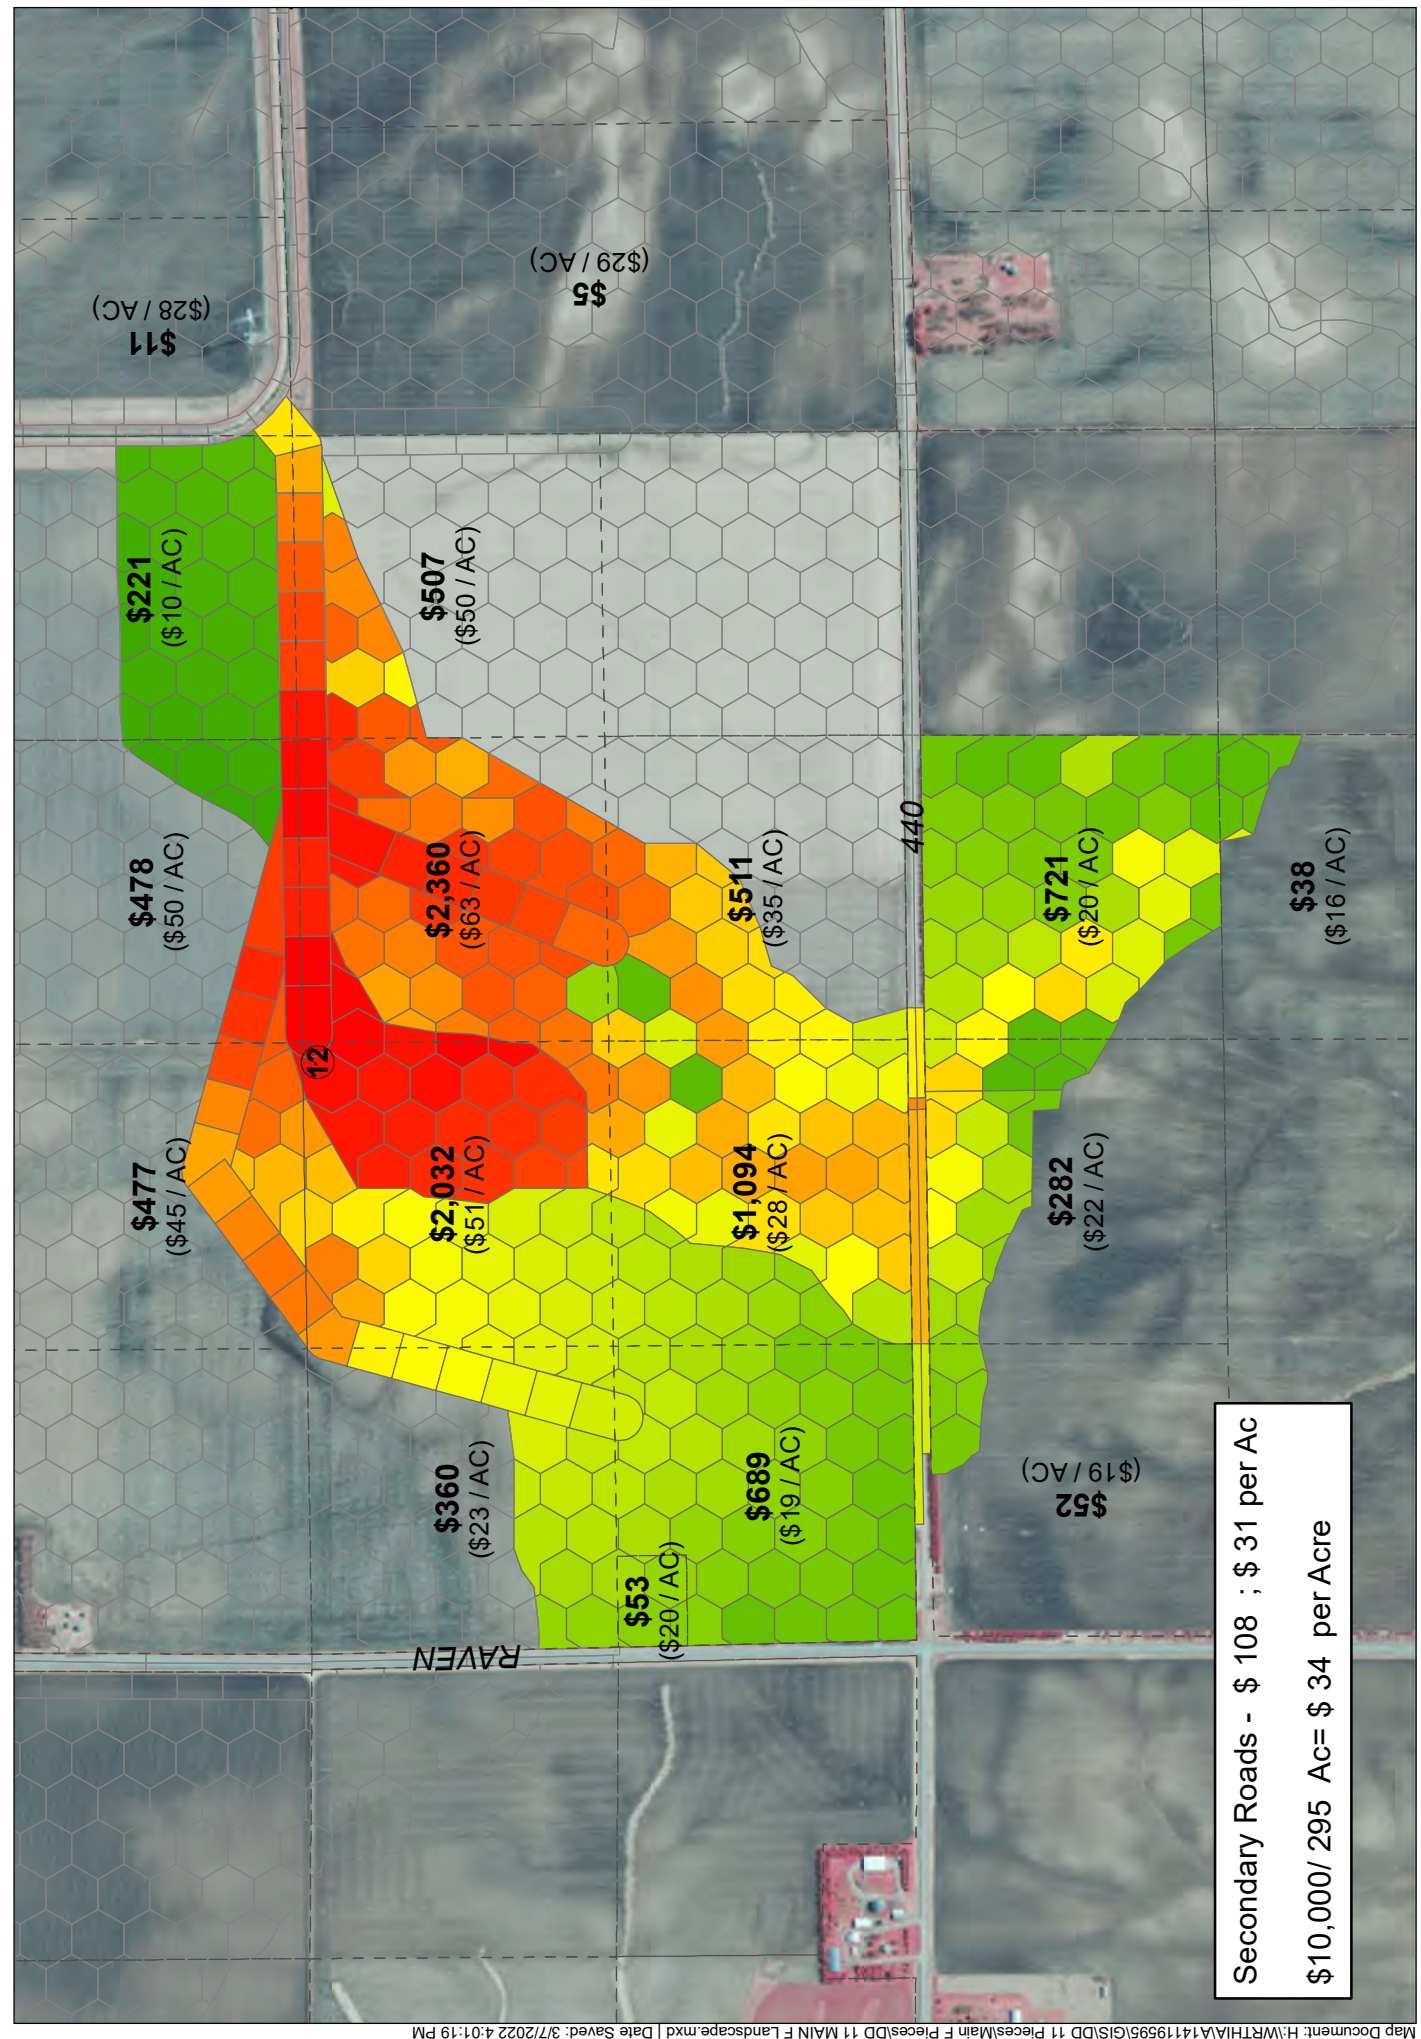 $11
($28 / AC)
$5
($29 / AC)
$221
($10 / AC)
$507
($50 / AC)
$478
($50 / AC)
$2,360
($63 / AC)
$511
($35 / AC)
440
$721
($20 / AC)
$38
($16 / AC)
12
$477
($45 / AC)
$2,032
($51 / AC)
$1,094
($28 / AC)
$282
($22 / AC)
$360
($23 / AC)
$689
($19 / AC)
$52
($19 / AC)
$53
($20 / AC)
RAVEN
Secondary Roads - $ 108 ; $ 31 per Ac
$10,000/ 295 Ac= $ 34 per Acre
Map Document: H:\WRTHIA\AA\1411\119595\GIS\DD 11 Main F Pieces\DD 11 MAIN F Landscape.mxd | Date Saved: 3/7/2022 4:01:19 PM